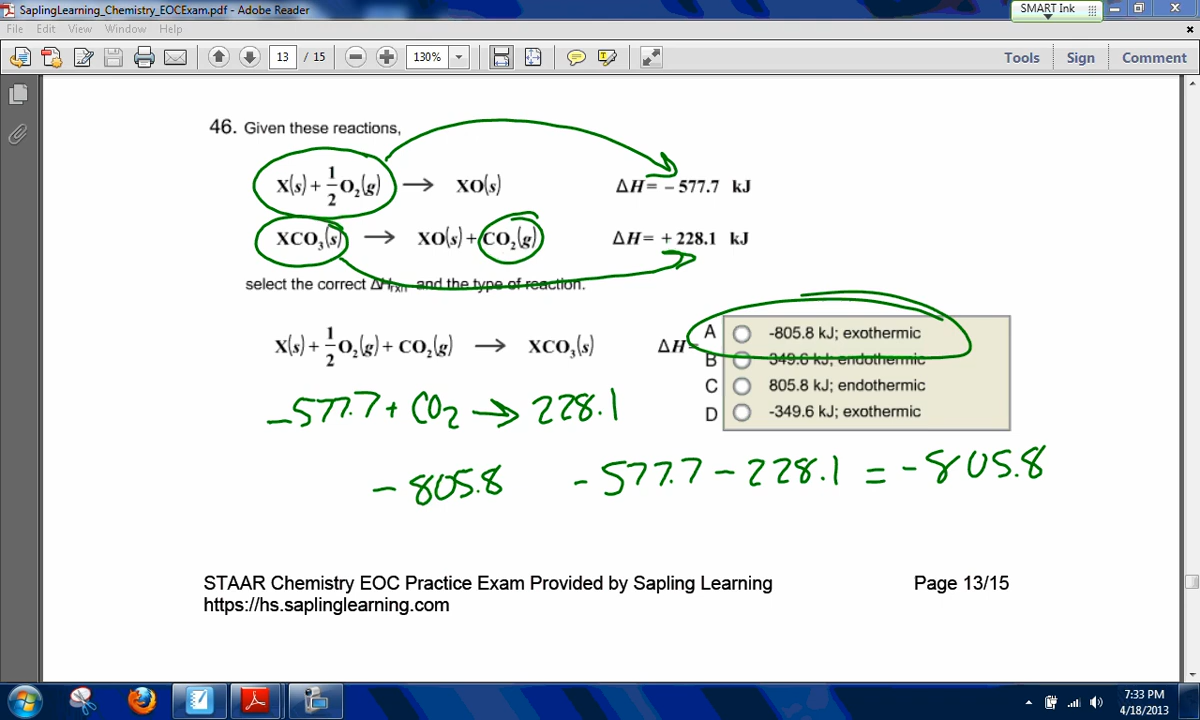 SaplingLearning_Chemistry_EOCExam.pdf - Adobe Reader
SMART Ink
File Edit View Window Help
13 / 15 130% Tools Sign Comment
46. Given these reactions,
X(s) + 1/2 O₂(g) → XO(s) ΔH = − 577.7 kJ
XCO₃(s) → XO(s) + CO₂(g) ΔH = + 228.1 kJ
select the correct ΔHrxn and the type of reaction.
X(s) + 1/2 O₂(g) + CO₂(g) → XCO₃(s) ΔH =
A -805.8 kJ; exothermic
B 349.6 kJ; endothermic
C 805.8 kJ; endothermic
D -349.6 kJ; exothermic
-577.7 + CO₂ → 228.1
- 805.8 - 577.7 - 228.1 = - 805.8
STAAR Chemistry EOC Practice Exam Provided by Sapling Learning Page 13/15
https://hs.saplinglearning.com
7:33 PM
4/18/2013